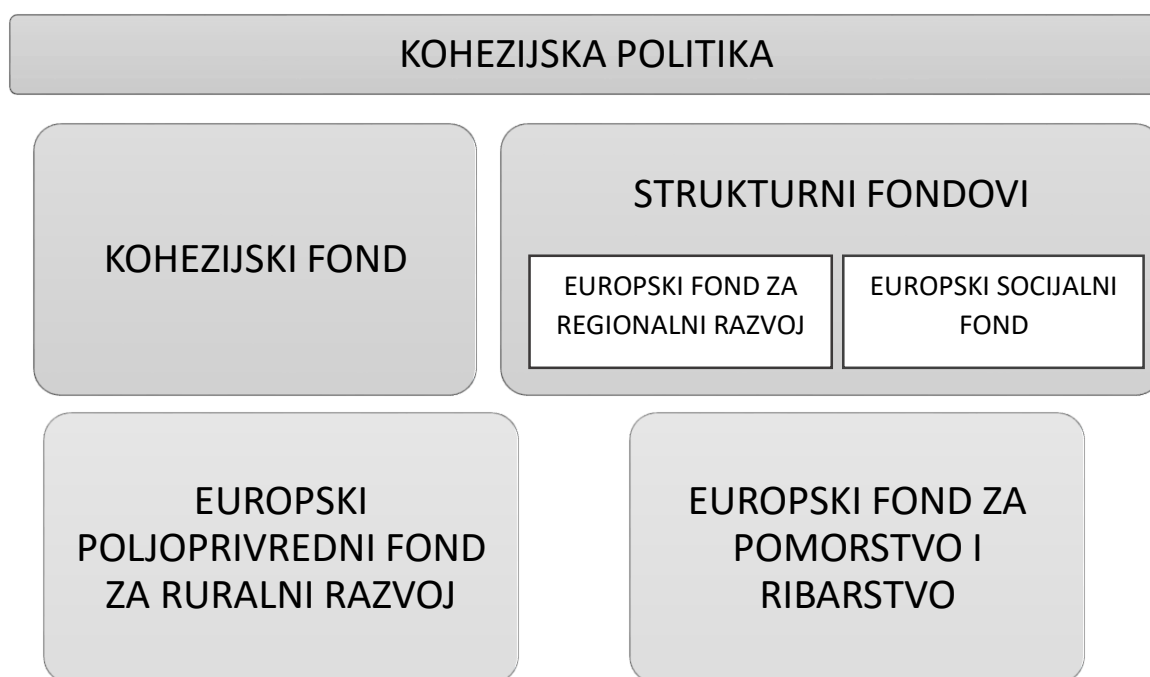 KOHEZIJSKA POLITIKA
KOHEZIJSKI FOND
STRUKTURNI FONDOVI
EUROPSKI FOND ZA
REGIONALNI RAZVOJ
EUROPSKI SOCIJALNI
FOND
EUROPSKI
POLJOPRIVREDNI FOND
ZA RURALNI RAZVOJ
EUROPSKI FOND ZA
POMORSTVO I
RIBARSTVO